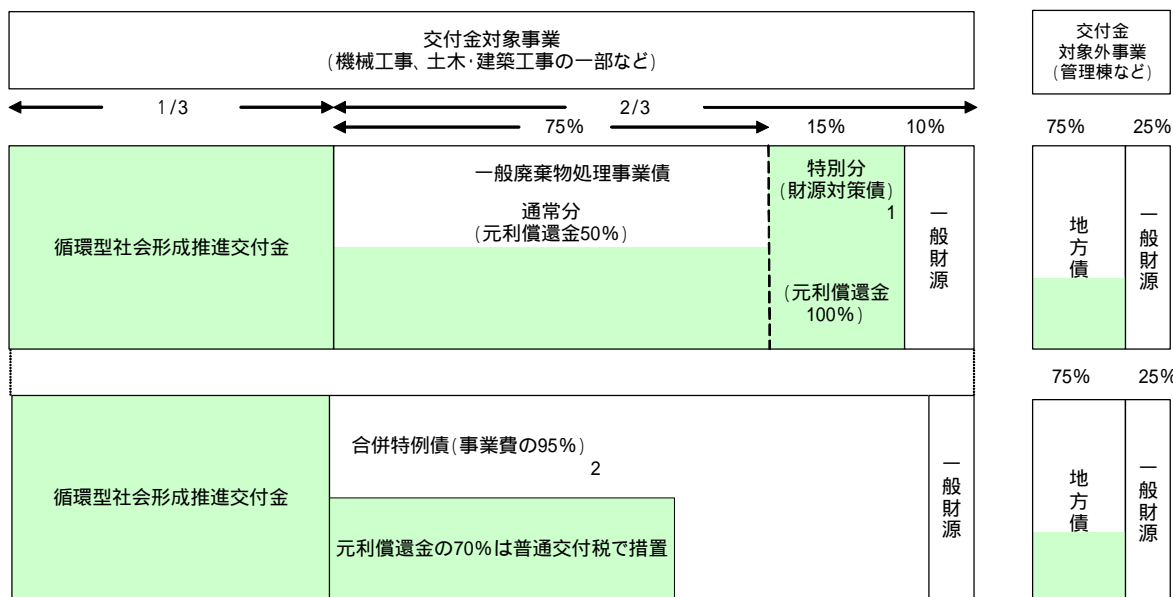 交付金対象事業
(機械工事、土木・建築工事の一部など)
交付金
対象外事業
(管理棟など)
1/3
2/3
75%
15%
10%
75%
25%
循環型社会形成推進交付金
一般廃棄物処理事業債
通常分
(元利償還金50%)
特別分
(財源対策債)
1
(元利償還金
100%)
一般財源
地方債
一般財源
75%
25%
循環型社会形成推進交付金
合併特例債(事業費の95%)
2
元利償還金の70%は普通交付税で措置
一般財源
地方債
一般財源